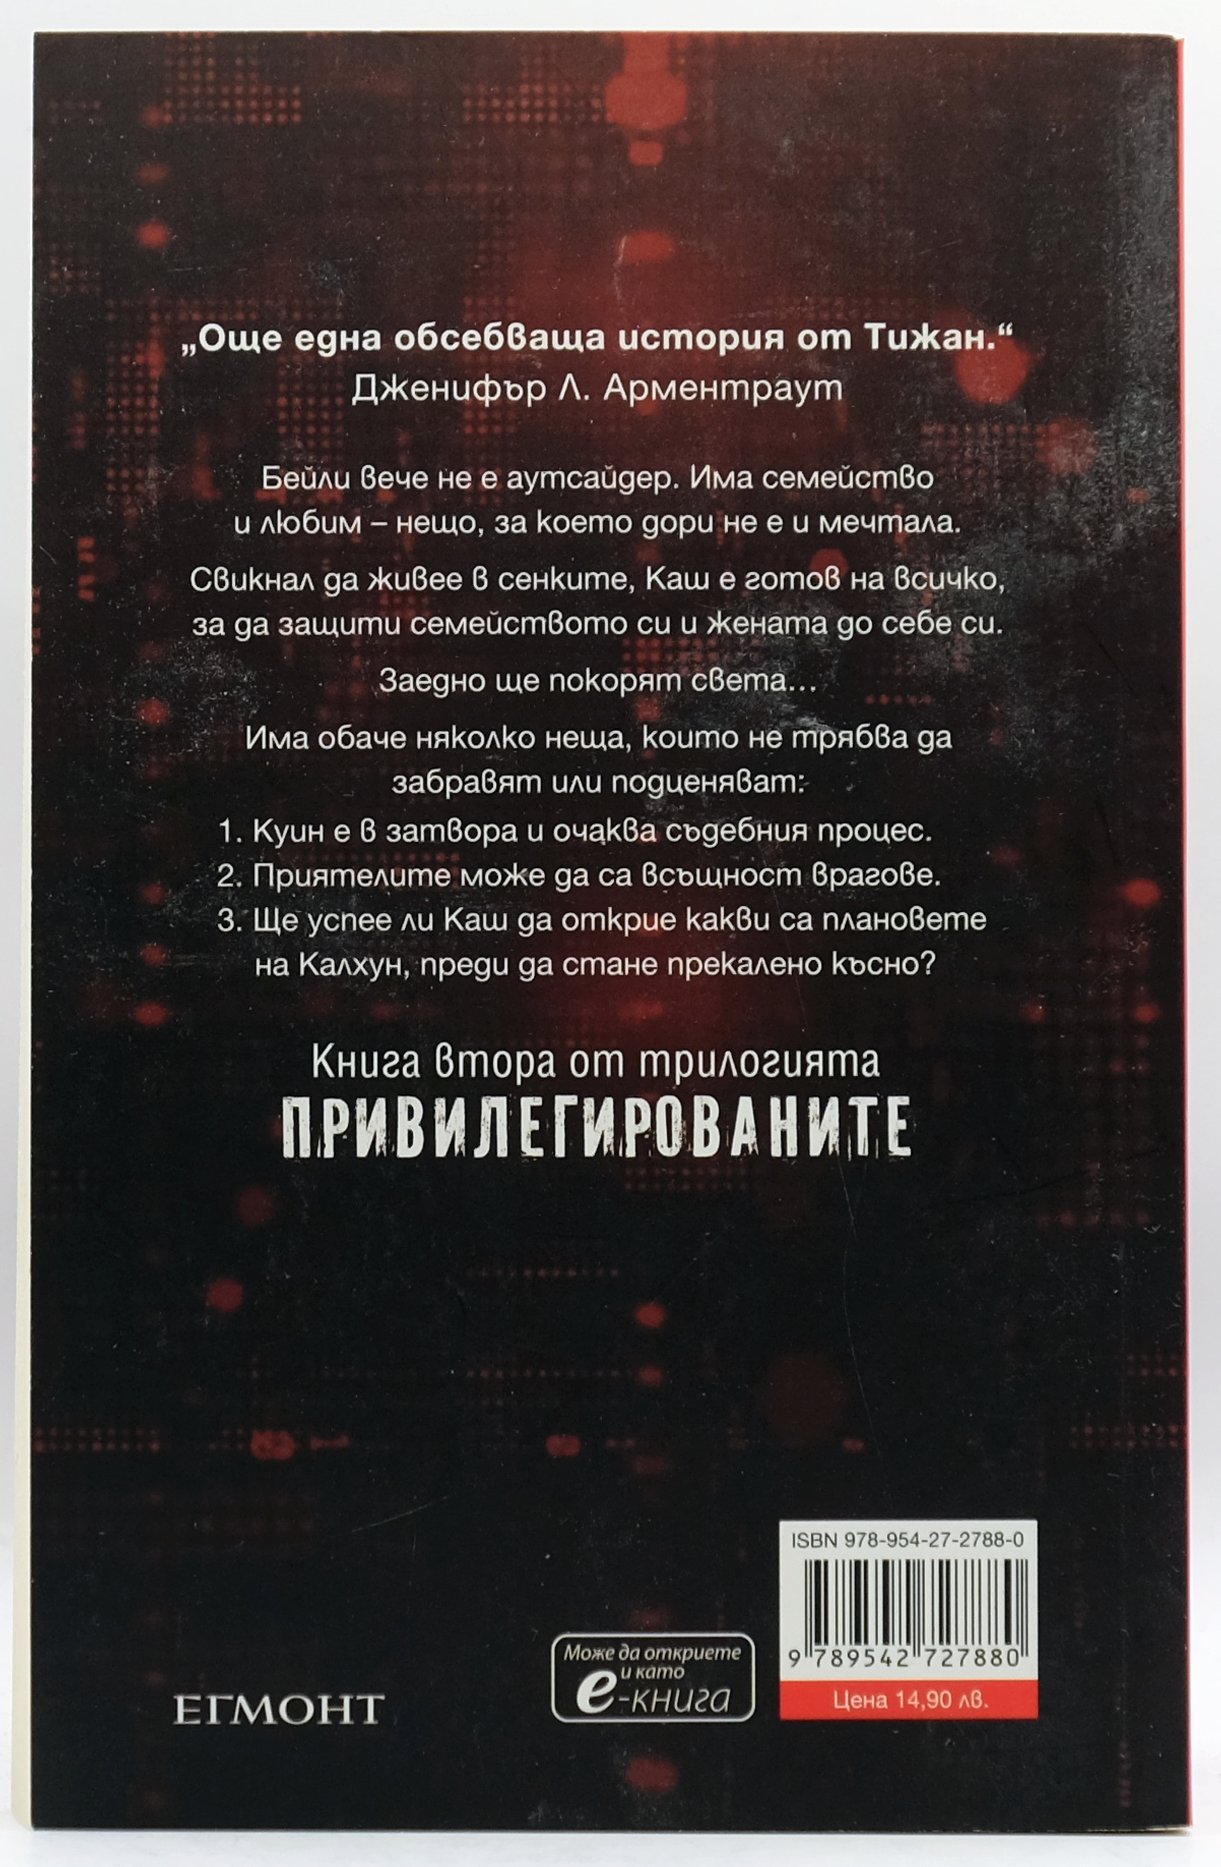 „Още една обсебваща история от Тижан.“
Дженифър Л. Арментраут
Бейли вече не е аутсайдер. Има семейство
и любим – нещо, за което дори не е и мечтала.
Свикнал да живее в сенките, Каш е готов на всичко,
за да защити семейството си и жената до себе си.
Заедно ще покорят света...
Има обаче няколко неща, които не трябва да
забравят или подценяват:
1. Куин е в затвора и очаква съдебния процес.
2. Приятелите може да са всъщност врагове.
3. Ще успее ли Каш да открие какви са плановете
на Калхун, преди да стане прекалено късно?
Книга втора от трилогията
ПРИВИЛЕГИРОВАНИТЕ
ISBN 978-954-27-2788-0
9 789542 727880
Цена 14,90 лв.
Може да откриете
и като
е-книга
ЕГМОНТ